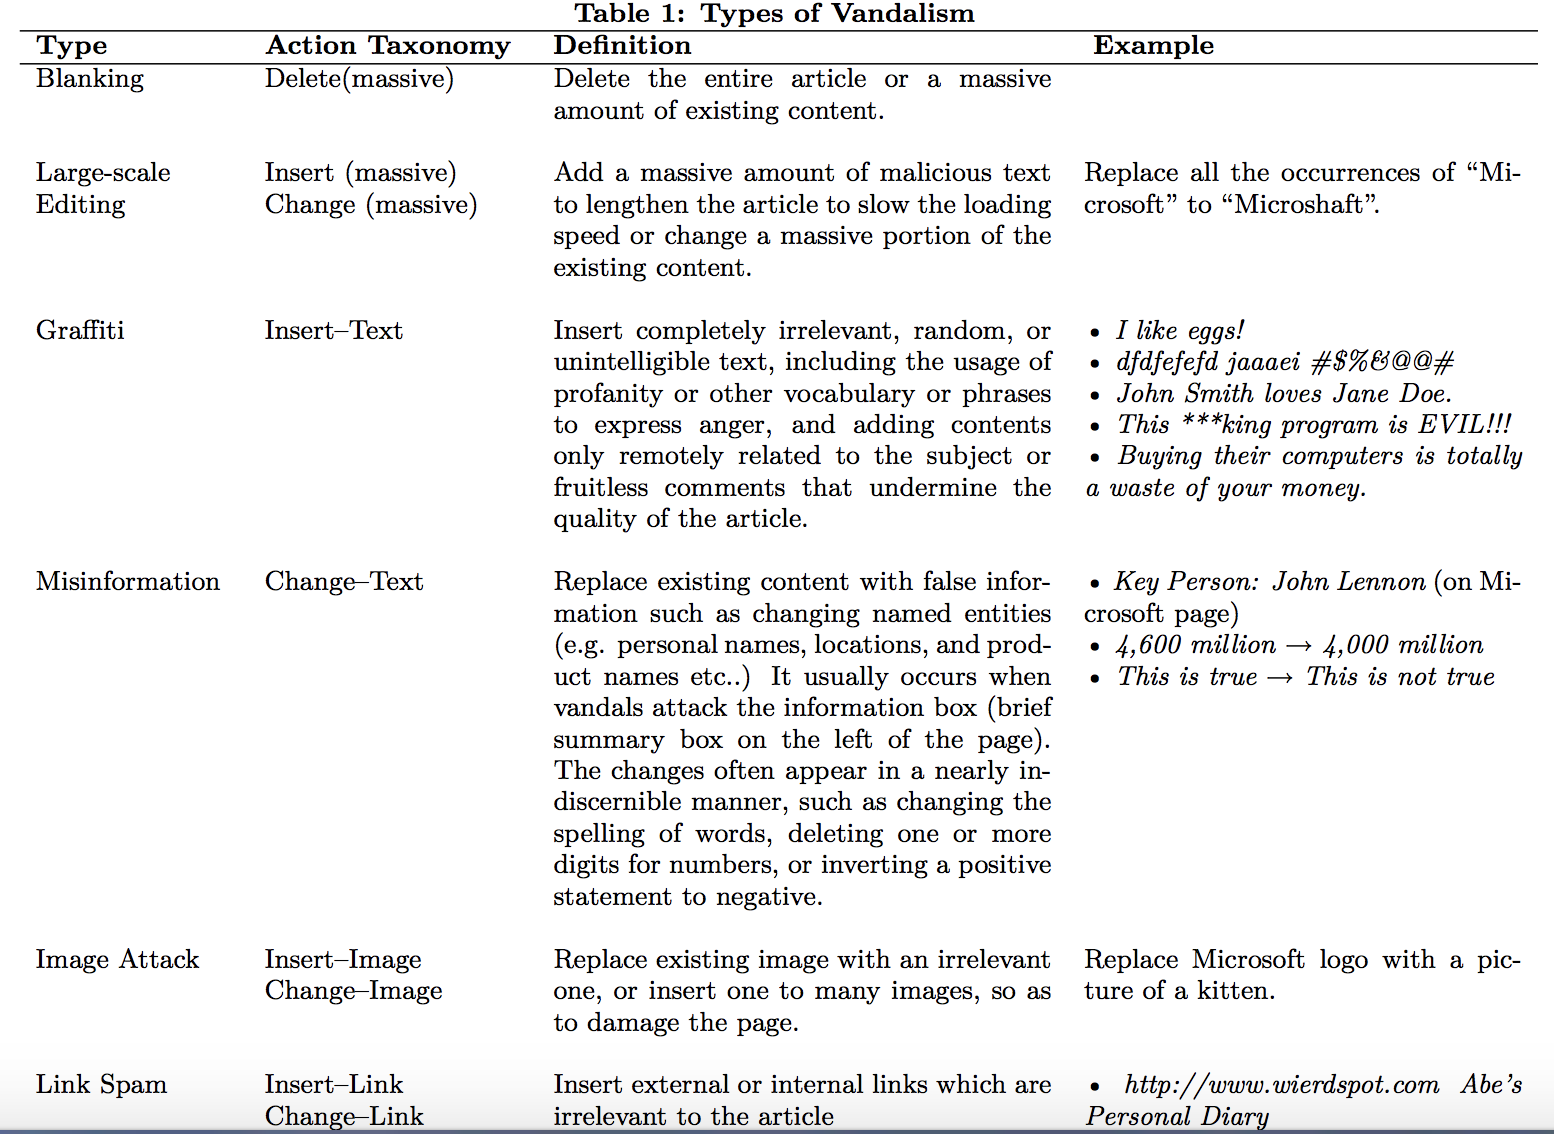 Table 1: Types of Vandalism
Type Action Taxonomy Definition Example
Blanking Delete(massive) Delete the entire article or a massive
amount of existing content.
Large-scale Insert (massive) Add a massive amount of malicious text Replace all the occurrences of “Mi-
Editing Change (massive) to lengthen the article to slow the loading crosoft” to “Microshaft”.
speed or change a massive portion of the
existing content.
Graffiti Insert–Text Insert completely irrelevant, random, or • I like eggs!
unintelligible text, including the usage of • dfdfefefd jaaaei #$%&@@#
profanity or other vocabulary or phrases • John Smith loves Jane Doe.
to express anger, and adding contents • This ***king program is EVIL!!!
only remotely related to the subject or • Buying their computers is totally
fruitless comments that undermine the a waste of your money.
quality of the article.
Misinformation Change–Text Replace existing content with false infor- • Key Person: John Lennon (on Mi-
mation such as changing named entities crosoft page)
(e.g. personal names, locations, and prod- • 4,600 million → 4,000 million
uct names etc..) It usually occurs when • This is true → This is not true
vandals attack the information box (brief
summary box on the left of the page).
The changes often appear in a nearly in-
discernible manner, such as changing the
spelling of words, deleting one or more
digits for numbers, or inverting a positive
statement to negative.
Image Attack Insert–Image Replace existing image with an irrelevant Replace Microsoft logo with a pic-
Change–Image one, or insert one to many images, so as ture of a kitten.
to damage the page.
Link Spam Insert–Link Insert external or internal links which are • http://www.wierdspot.com Abe’s
Change–Link irrelevant to the article Personal Diary